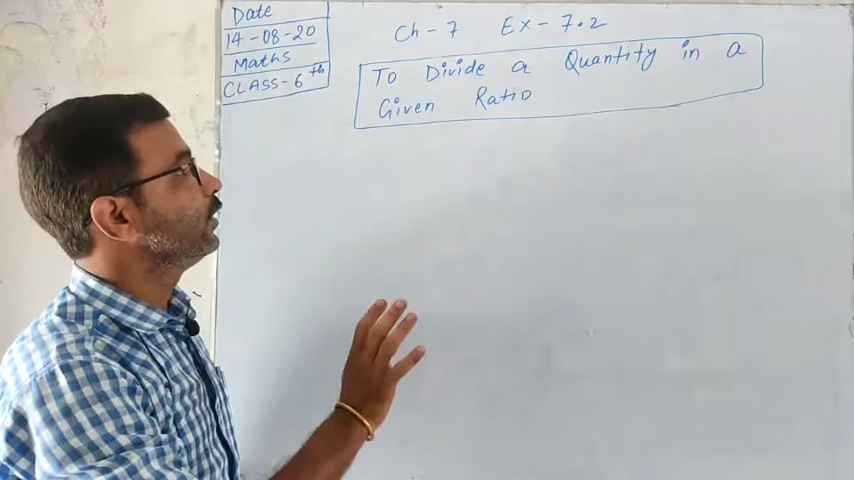 Date
14-08-20
MATHS
CLASS-6th
Ch-7 Ex-7.2
To Divide a Quantity in a
Given Ratio